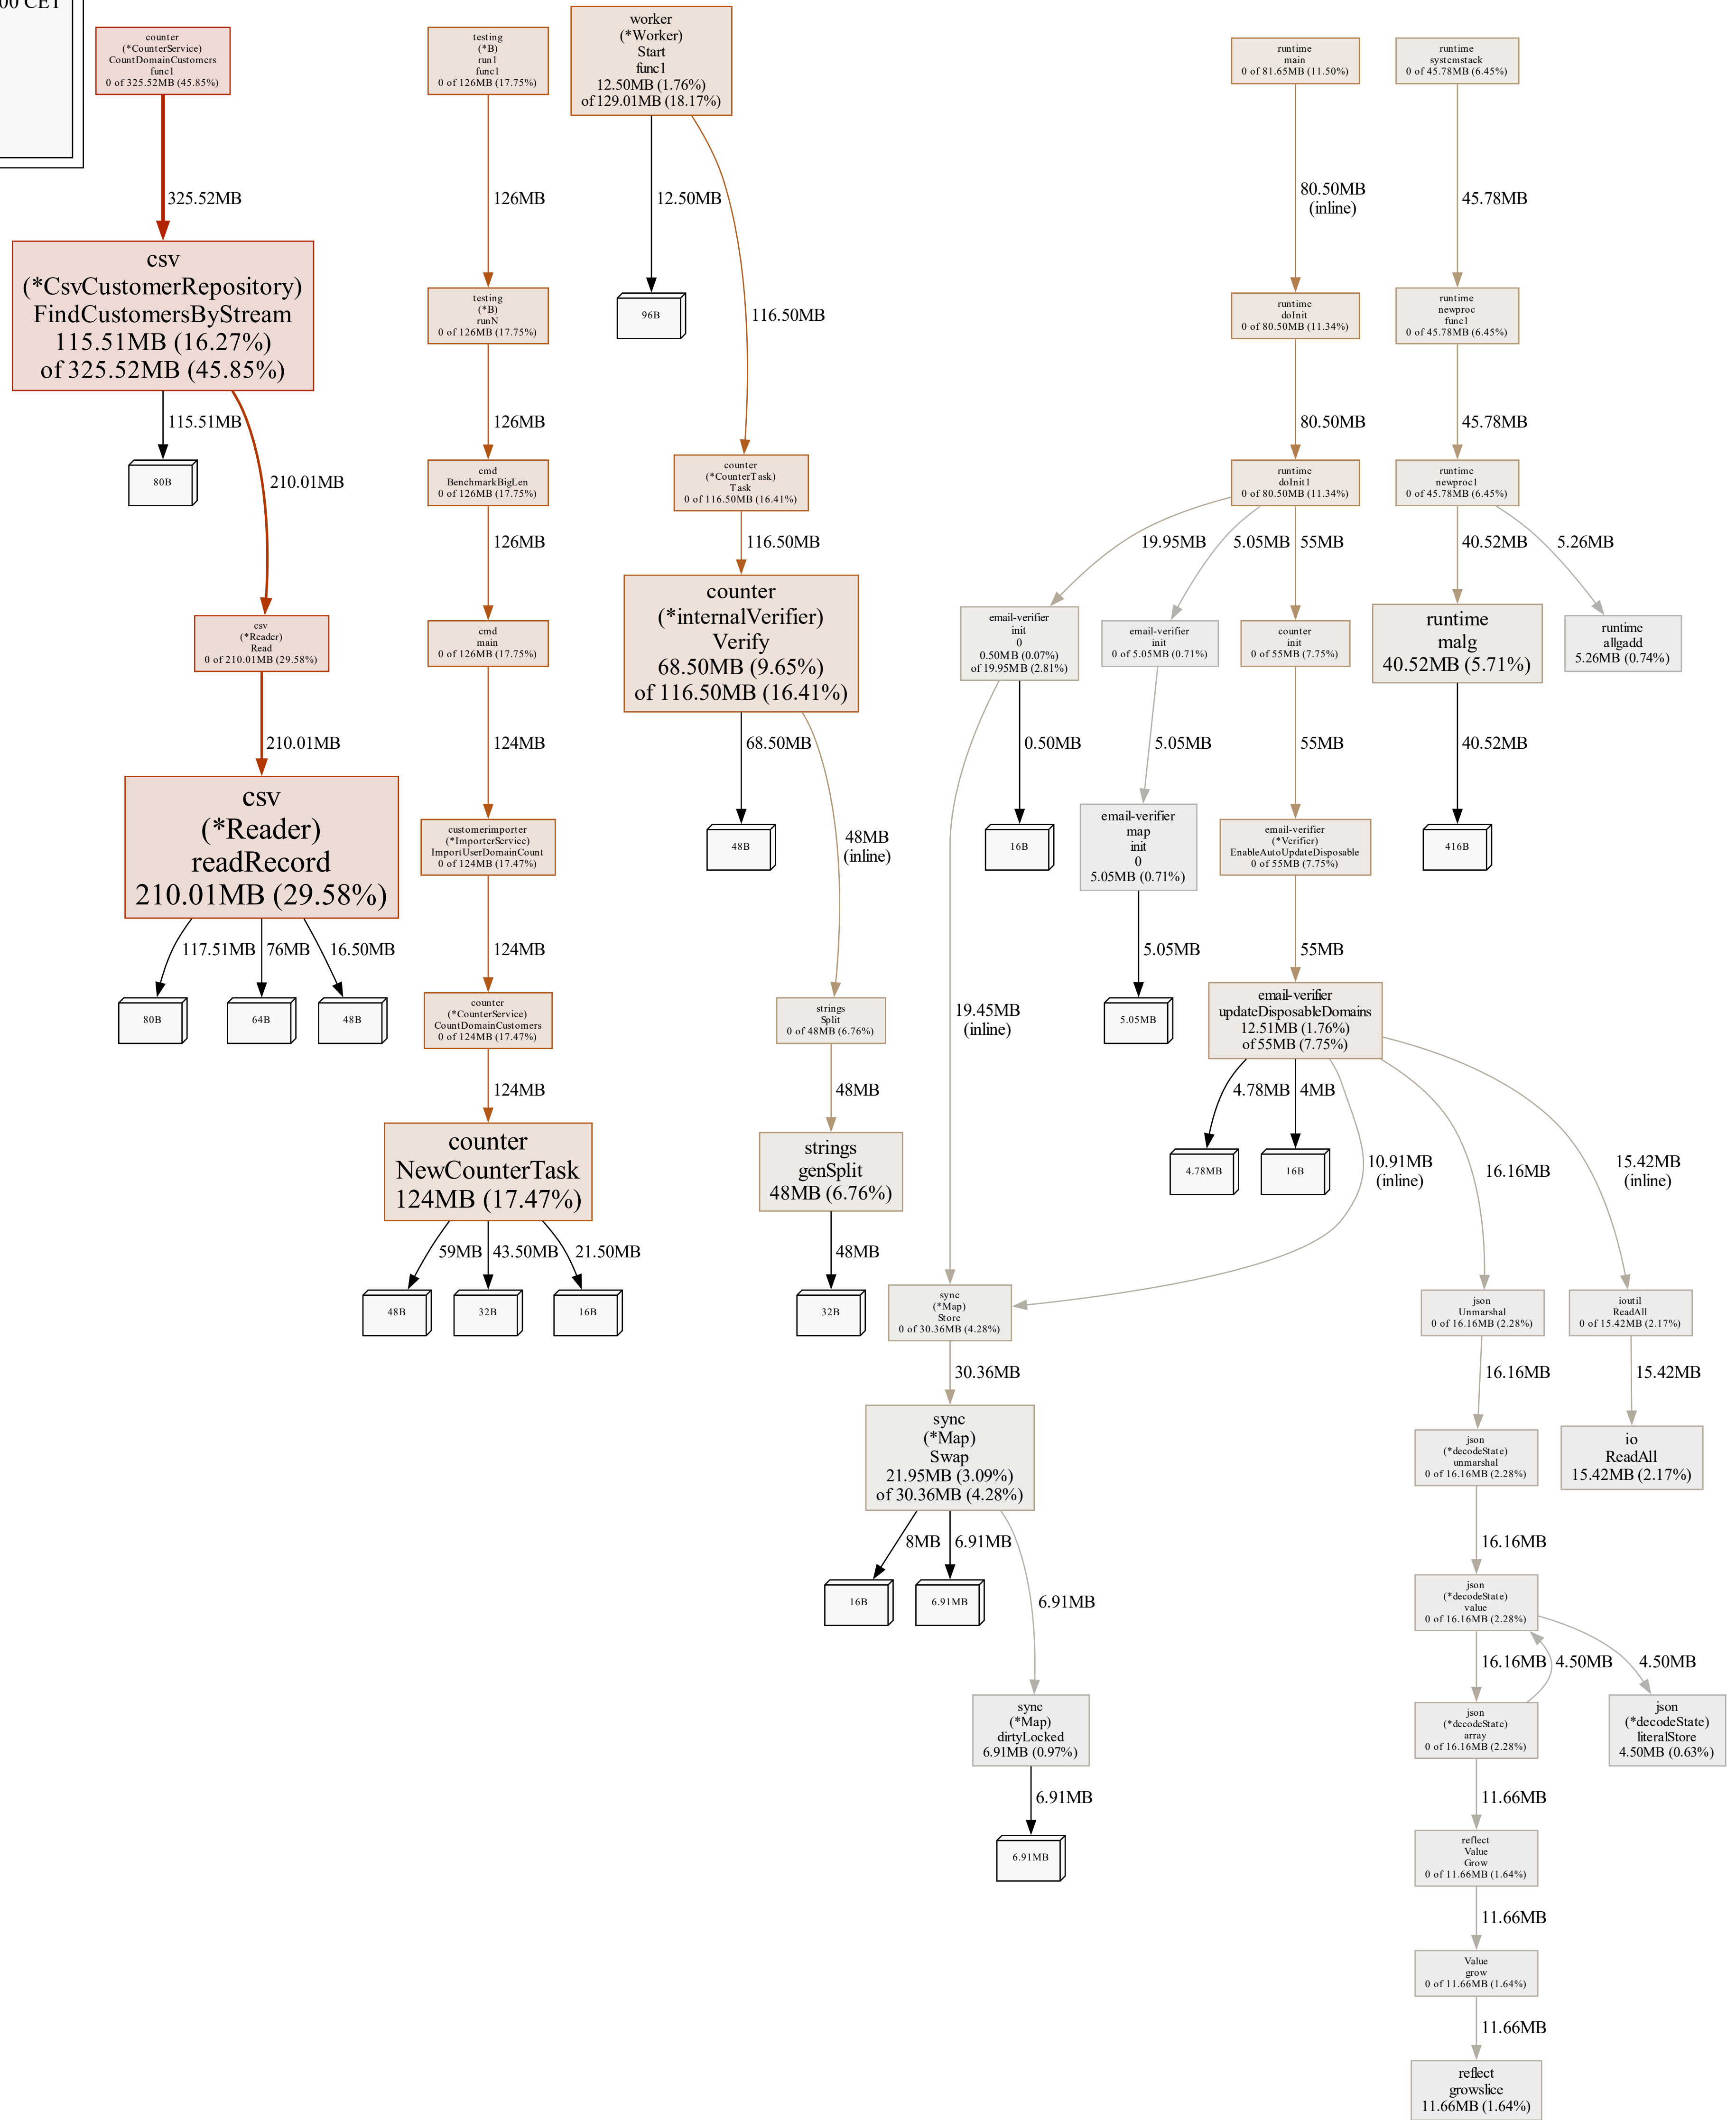 00 CET
counter
(*CounterService)
CountDomainCustomers
func1
0 of 325.52MB (45.85%)
testing
(*B)
run1
func1
0 of 126MB (17.75%)
worker
(*Worker)
Start
func1
12.50MB (1.76%)
of 129.01MB (18.17%)
runtime
main
0 of 81.65MB (11.50%)
runtime
systemstack
0 of 45.78MB (6.45%)
325.52MB
126MB
12.50MB
116.50MB
80.50MB
(inline)
45.78MB
csv
(*CsvCustomerRepository)
FindCustomersByStream
115.51MB (16.27%)
of 325.52MB (45.85%)
testing
(*B)
runN
0 of 126MB (17.75%)
96B
runtime
doInit
0 of 80.50MB (11.34%)
runtime
newproc
func1
0 of 45.78MB (6.45%)
115.51MB
210.01MB
126MB
80.50MB
45.78MB
80B
cmd
BenchmarkBigLen
0 of 126MB (17.75%)
counter
(*CounterTask)
Task
0 of 116.50MB (16.41%)
runtime
doInit1
0 of 80.50MB (11.34%)
runtime
newproc1
0 of 45.78MB (6.45%)
126MB
116.50MB
19.95MB
5.05MB
55MB
40.52MB
5.26MB
csv
(*Reader)
Read
0 of 210.01MB (29.58%)
cmd
main
0 of 126MB (17.75%)
counter
(*internalVerifier)
Verify
68.50MB (9.65%)
of 116.50MB (16.41%)
email-verifier
init
0
0.50MB (0.07%)
of 19.95MB (2.81%)
email-verifier
init
0 of 5.05MB (0.71%)
counter
init
0 of 55MB (7.75%)
runtime
malg
40.52MB (5.71%)
runtime
allgadd
5.26MB (0.74%)
210.01MB
124MB
68.50MB
48MB
(inline)
0.50MB
5.05MB
55MB
40.52MB
csv
(*Reader)
readRecord
210.01MB (29.58%)
customerimporter
(*ImporterService)
ImportUserDomainCount
0 of 124MB (17.47%)
48B
16B
email-verifier
map
init
0
5.05MB (0.71%)
email-verifier
(*Verifier)
EnableAutoUpdateDisposable
0 of 55MB (7.75%)
416B
117.51MB
76MB
16.50MB
124MB
5.05MB
55MB
80B
64B
48B
counter
(*CounterService)
CountDomainCustomers
0 of 124MB (17.47%)
strings
Split
0 of 48MB (6.76%)
19.45MB
(inline)
5.05MB
email-verifier
updateDisposableDomains
12.51MB (1.76%)
of 55MB (7.75%)
124MB
48MB
4.78MB
4MB
10.91MB
(inline)
16.16MB
15.42MB
(inline)
counter
NewCounterTask
124MB (17.47%)
strings
genSplit
48MB (6.76%)
4.78MB
16B
59MB
43.50MB
21.50MB
48MB
48B
32B
16B
32B
sync
(*Map)
Store
0 of 30.36MB (4.28%)
json
Unmarshal
0 of 16.16MB (2.28%)
ioutil
ReadAll
0 of 15.42MB (2.17%)
30.36MB
16.16MB
15.42MB
sync
(*Map)
Swap
21.95MB (3.09%)
of 30.36MB (4.28%)
json
(*decodeState)
unmarshal
0 of 16.16MB (2.28%)
io
ReadAll
15.42MB (2.17%)
8MB
6.91MB
6.91MB
16.16MB
16B
6.91MB
json
(*decodeState)
value
0 of 16.16MB (2.28%)
16.16MB
4.50MB
4.50MB
sync
(*Map)
dirtyLocked
6.91MB (0.97%)
json
(*decodeState)
array
0 of 16.16MB (2.28%)
json
(*decodeState)
literalStore
4.50MB (0.63%)
6.91MB
11.66MB
6.91MB
reflect
Value
Grow
0 of 11.66MB (1.64%)
11.66MB
Value
grow
0 of 11.66MB (1.64%)
11.66MB
reflect
growslice
11.66MB (1.64%)